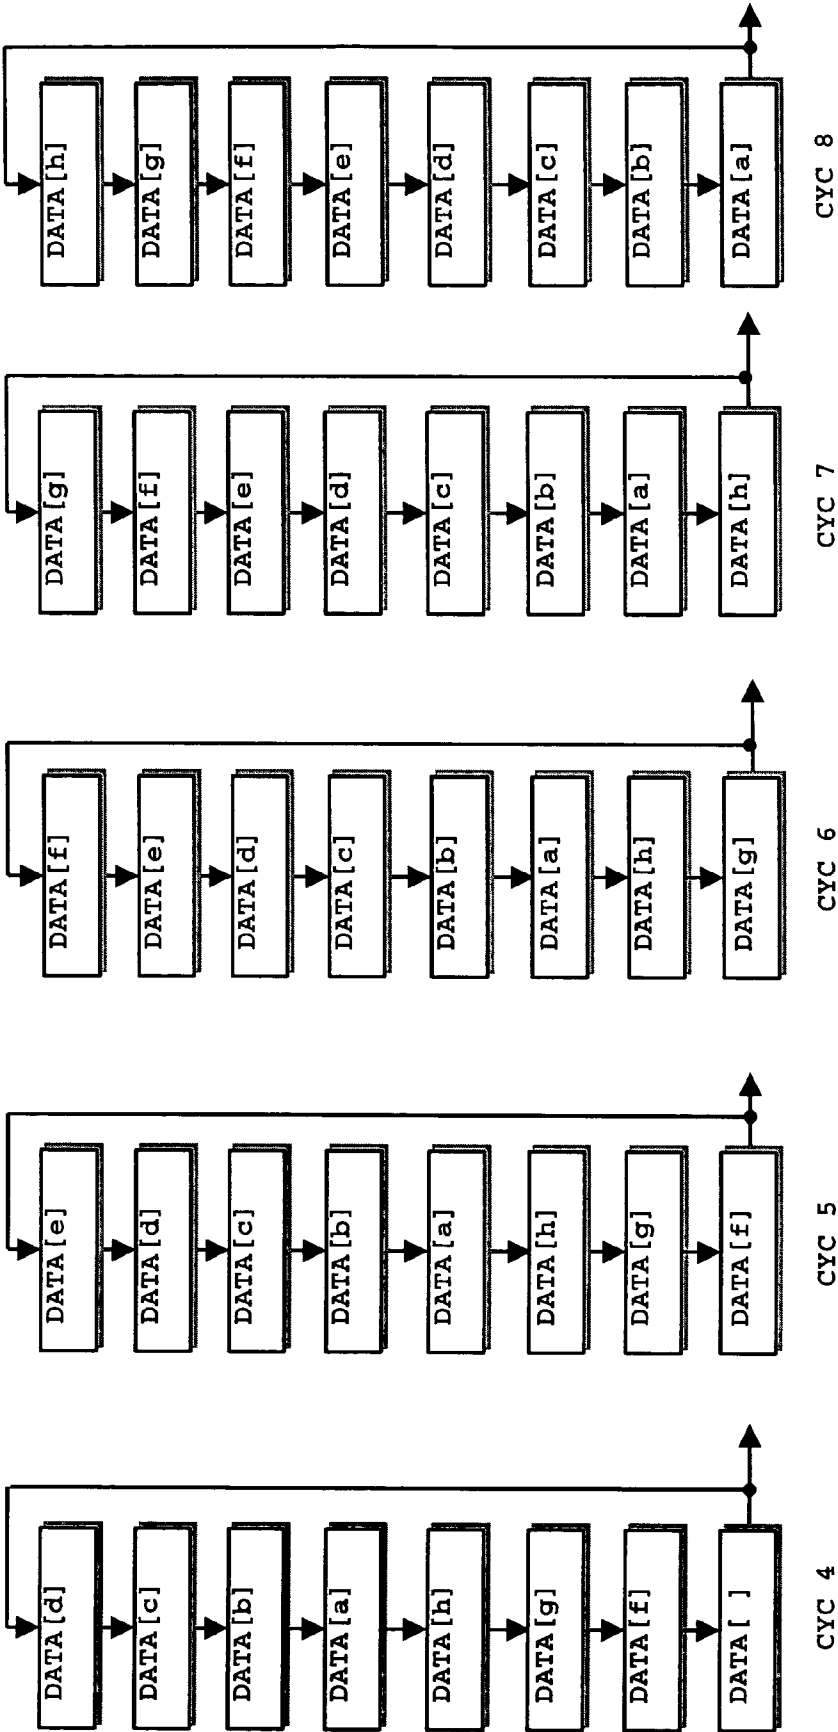 DATA[d]
DATA[c]
DATA[b]
DATA[a]
DATA[h]
DATA[g]
DATA[f]
DATA[ ]
CYC 4
DATA[e]
DATA[d]
DATA[c]
DATA[b]
DATA[a]
DATA[h]
DATA[g]
DATA[f]
CYC 5
DATA[f]
DATA[e]
DATA[d]
DATA[c]
DATA[b]
DATA[a]
DATA[h]
DATA[g]
CYC 6
DATA[g]
DATA[f]
DATA[e]
DATA[d]
DATA[c]
DATA[b]
DATA[a]
DATA[h]
CYC 7
DATA[h]
DATA[g]
DATA[f]
DATA[e]
DATA[d]
DATA[c]
DATA[b]
DATA[a]
CYC 8